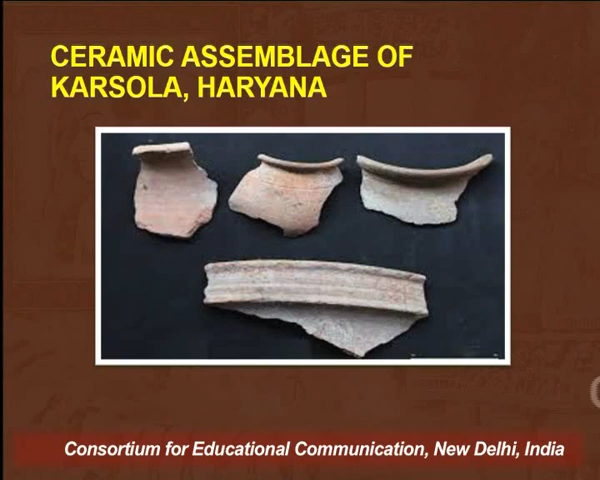 CERAMIC ASSEMBLAGE OF
KARSOLA, HARYANA
Consortium for Educational Communication, New Delhi, India